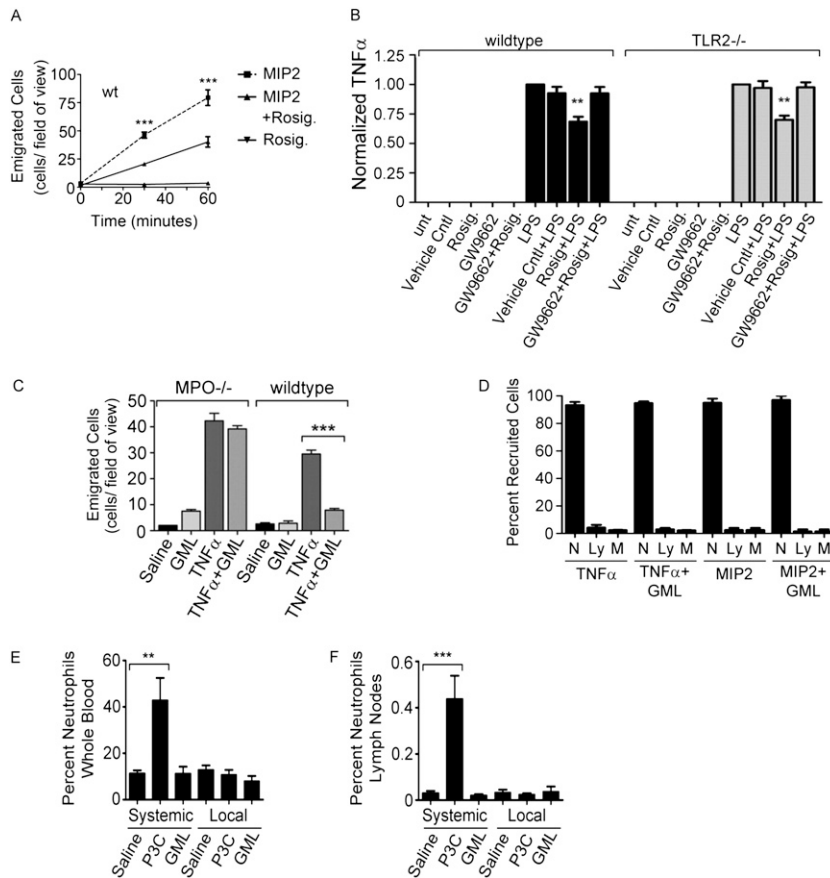 A
Emigrated Cells
(cells/ field of view)
100
75
50
25
0
wt
***
***
0
30
60
Time (minutes)
MIP2
MIP2
+Rosig.
Rosig.
B
wildtype
TLR2-/-
Normalized TNFα
1.25
1.00
0.75
0.50
0.25
0
**
**
unt
Vehicle Cntl
Rosig.
GW9662
GW9662+Rosig.
LPS
Vehicle Cntl+LPS
Rosig+LPS
GW9662+Rosig+LPS
unt
Vehicle Cntl
Rosig.
GW9662
GW9662+Rosig.
LPS
Vehicle Cntl+LPS
Rosig+LPS
GW9662+Rosig+LPS
C
MPO-/-
wildtype
Emigrated Cells
(cells/ field of view)
50
40
30
20
10
0
***
Saline
GML
TNFα
TNFα+GML
Saline
GML
TNFα
TNFα+GML
D
Percent Recruited Cells
100
80
60
40
20
0
N Ly M N Ly M N Ly M N Ly M
TNFα
TNFα+
GML
MIP2
MIP2+
GML
E
Percent Neutrophils
Whole Blood
60
40
20
0
**
Systemic
Local
Saline
P3C
GML
Saline
P3C
GML
F
Percent Neutrophils
Lymph Nodes
0.6
0.4
0.2
0
***
Systemic
Local
Saline
P3C
GML
Saline
P3C
GML